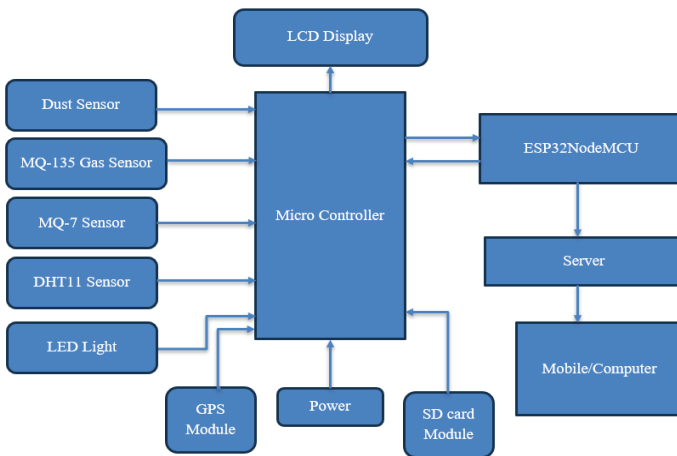 LCD Display
Dust Sensor
MQ-135 Gas Sensor
MQ-7 Sensor
DHT11 Sensor
LED Light
Micro Controller
ESP32NodeMCU
Server
Mobile/Computer
GPS
Module
Power
SD card
Module